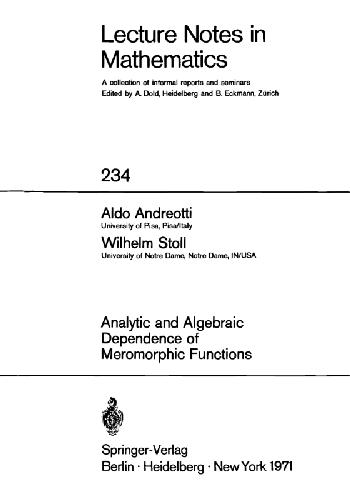 Lecture Notes in
Mathematics
A collection of informal reports and seminars
Edited by A. Dold, Heidelberg and B. Eckmann, Zürich
234
Aldo Andreotti
University of Pisa, Pisa/Italy
Wilhelm Stoll
University of Notre Dame, Notre Dame, IN/USA
Analytic and Algebraic
Dependence of
Meromorphic Functions
Springer-Verlag
Berlin · Heidelberg · New York 1971